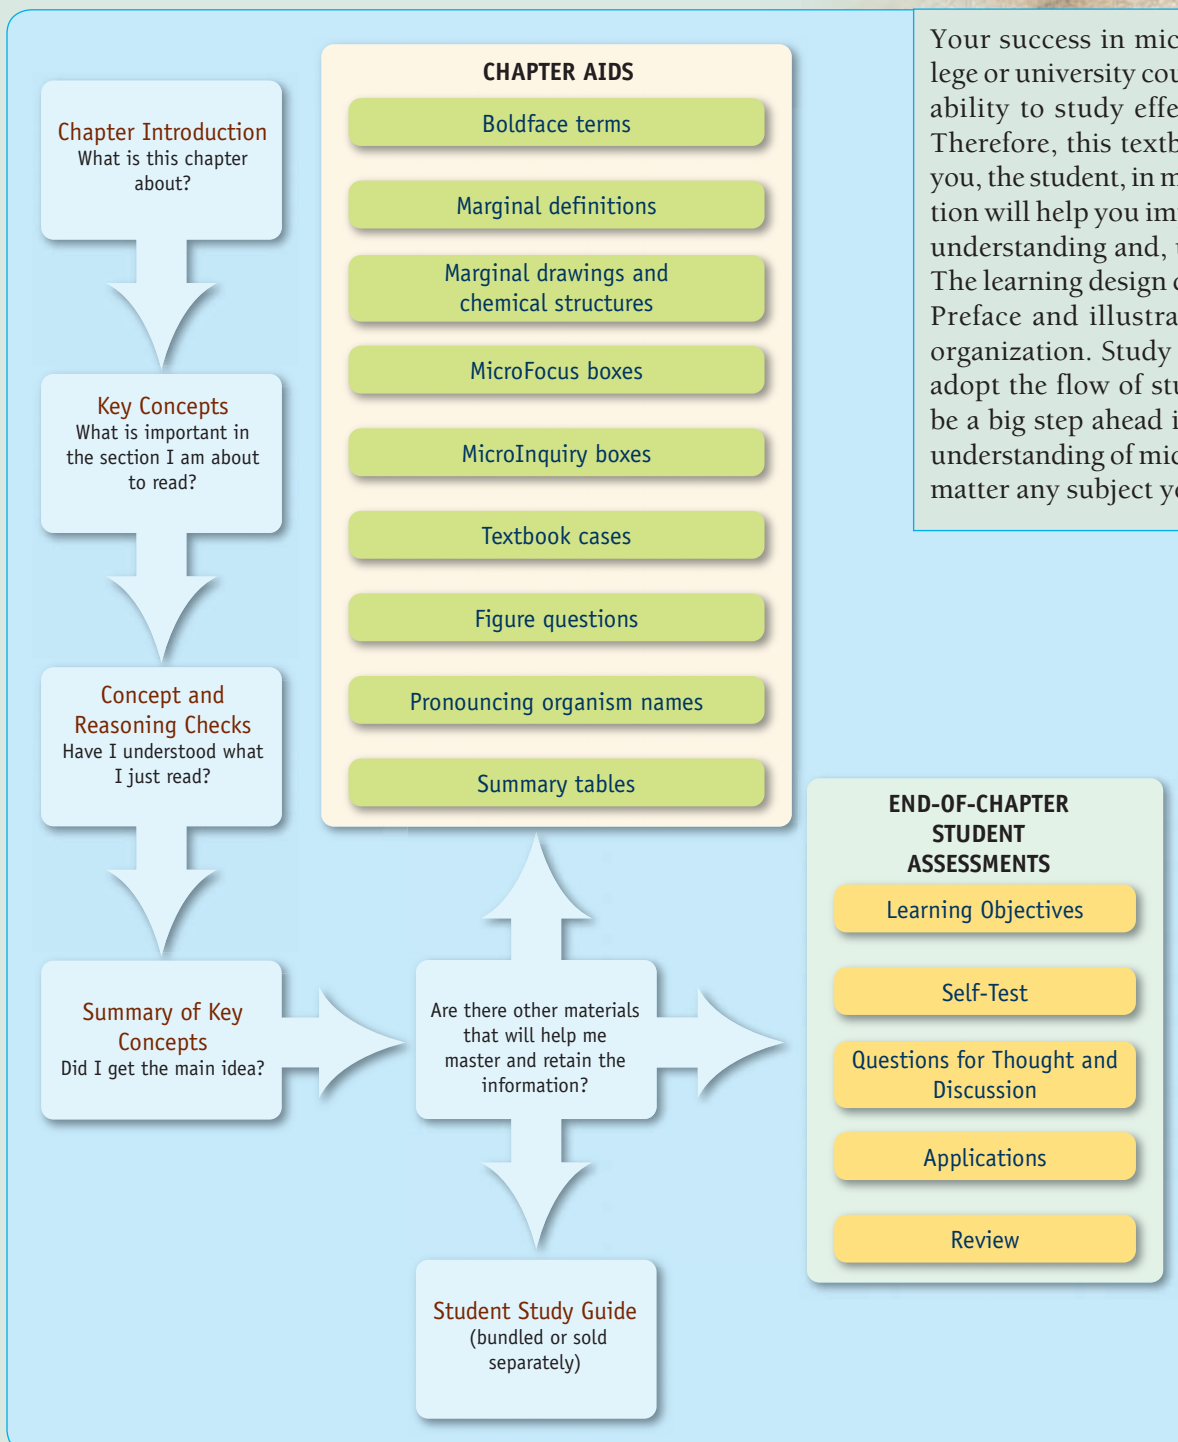 Chapter Introduction
What is this chapter
about?
Key Concepts
What is important in
the section I am about
to read?
Concept and
Reasoning Checks
Have I understood what
I just read?
Summary of Key
Concepts
Did I get the main idea?
CHAPTER AIDS
Boldface terms
Marginal definitions
Marginal drawings and
chemical structures
MicroFocus boxes
MicroInquiry boxes
Textbook cases
Figure questions
Pronouncing organism names
Summary tables
Are there other materials
that will help me
master and retain the
information?
Student Study Guide
(bundled or sold
separately)
END-OF-CHAPTER
STUDENT
ASSESSMENTS
Learning Objectives
Self-Test
Questions for Thought and
Discussion
Applications
Review
Your success in mic
lege or university cou
ability to study effe
Therefore, this textb
you, the student, in m
tion will help you im
understanding and,
The learning design
Preface and illustra
organization. Study
adopt the flow of stu
be a big step ahead i
understanding of mic
matter any subject yo